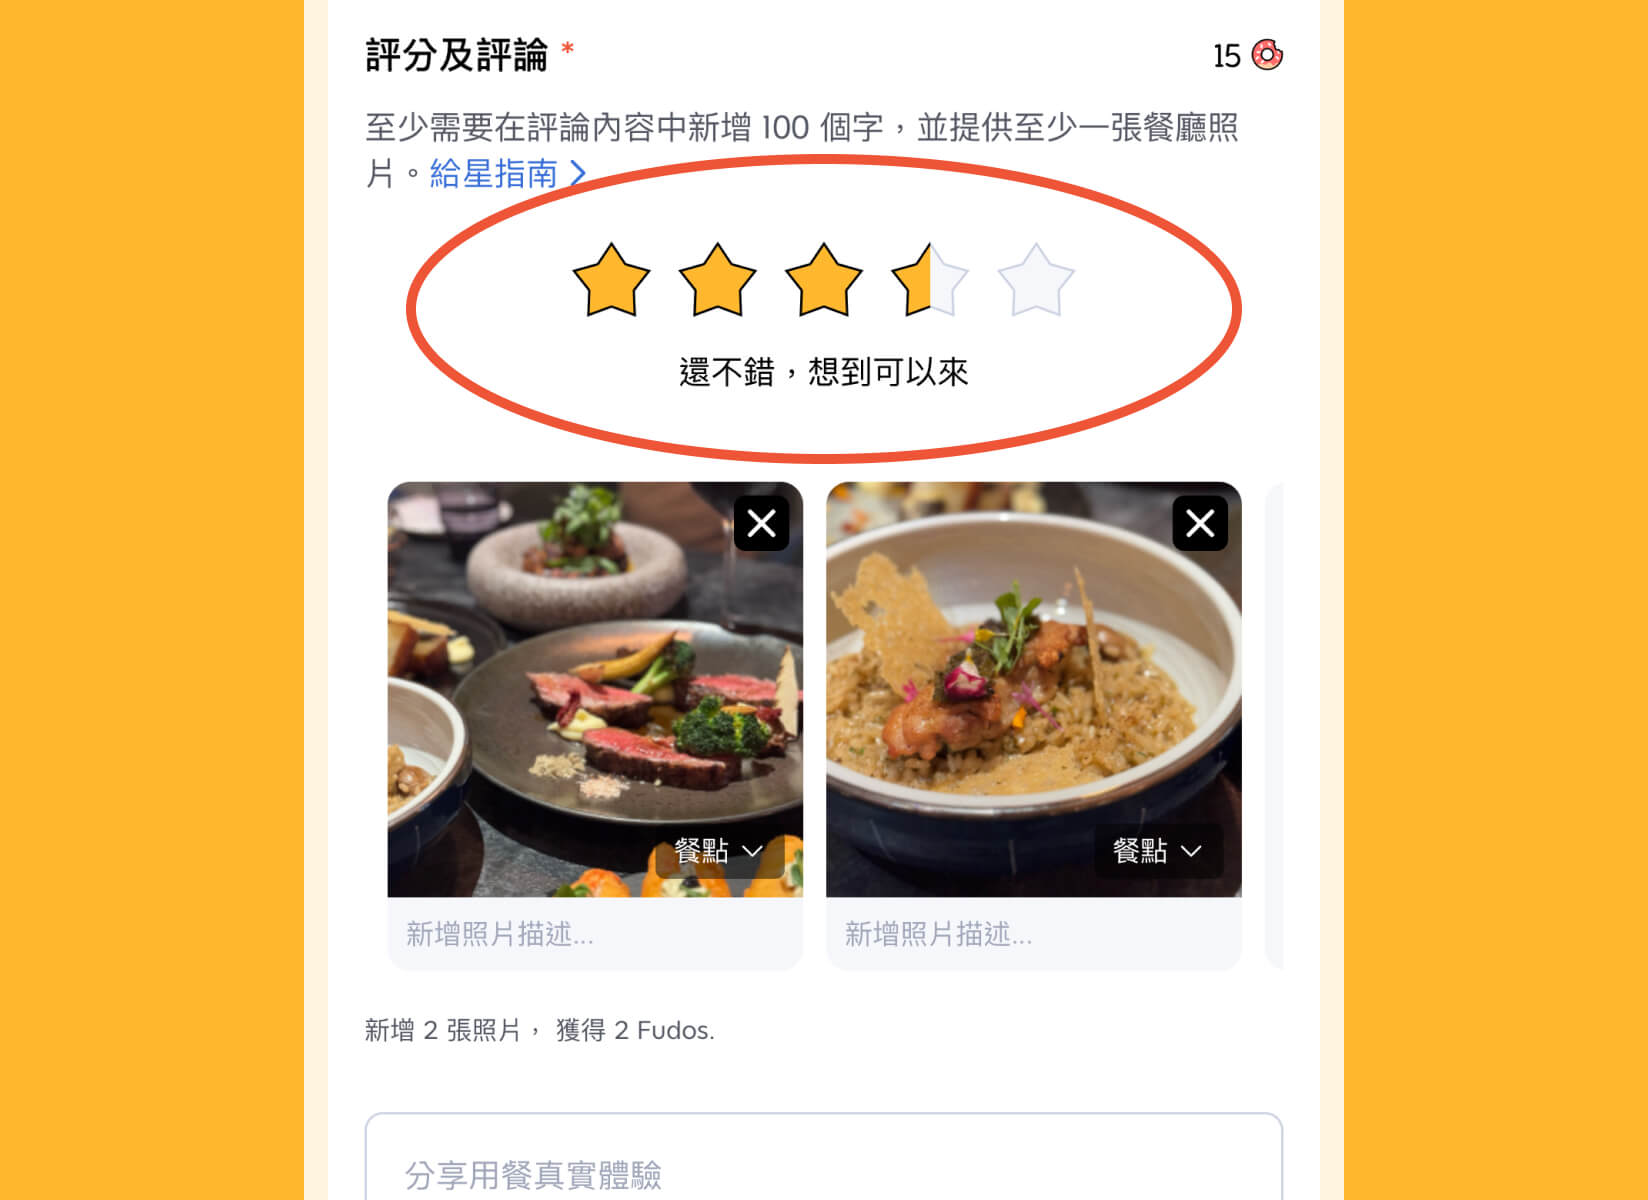 評分及評論 *
15
至少需要在評論內容中新增 100 個字，並提供至少一張餐廳照
片。給星指南 >
還不錯，想到可以來
餐點
餐點
新增照片描述...
新增照片描述...
新增 2 張照片， 獲得 2 Fudos.
分享用餐真實體驗